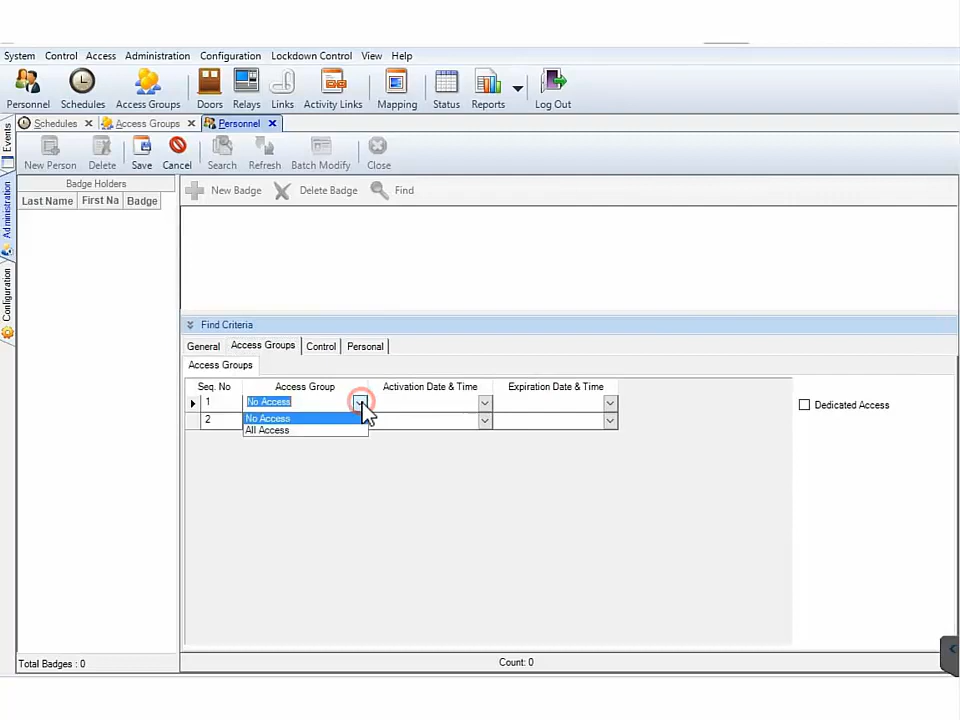 System Control Access Administration Configuration Lockdown Control View Help
Personnel Schedules Access Groups Doors Relays Links Activity Links Mapping Status Reports Log Out
Schedules Access Groups Personnel
Events
Administration
Configuration
New Person Delete Save Cancel Search Refresh Batch Modify Close
Badge Holders
Last Name First Na Badge
New Badge Delete Badge Find
Find Criteria
General Access Groups Control Personal
Access Groups
Seq. No Access Group Activation Date & Time Expiration Date & Time
1 No Access
2
No Access
All Access
Dedicated Access
Total Badges : 0
Count: 0